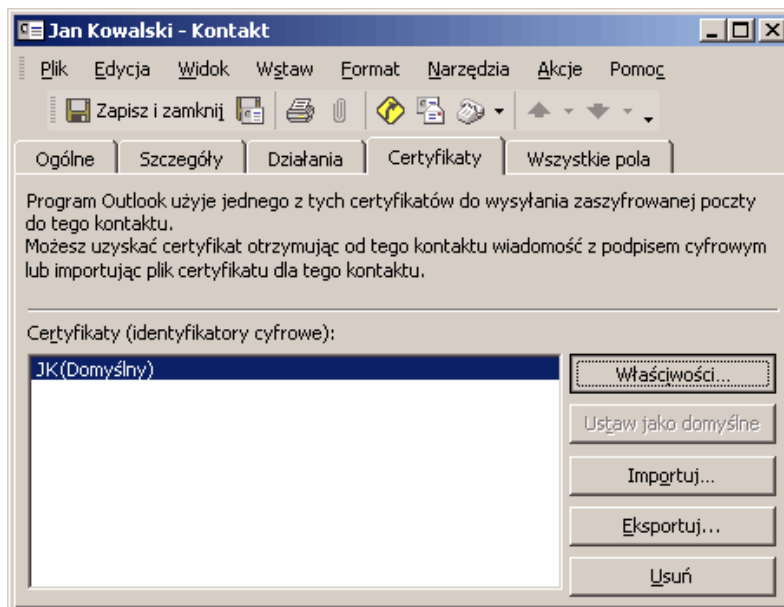 Jan Kowalski - Kontakt
Plik Edycja Widok Wstaw Format Narzędzia Akcje Pomoc
Zapisz i zamknij
Ogólne Szczegóły Działania Certyfikaty Wszystkie pola
Program Outlook użyje jednego z tych certyfikatów do wysyłania zaszyfrowanej poczty
do tego kontaktu.
Możesz uzyskać certyfikat otrzymując od tego kontaktu wiadomość z podpisem cyfrowym
lub importując plik certyfikatu dla tego kontaktu.
Certyfikaty (identyfikatory cyfrowe):
JK(Domyślny)
Właściwości...
Ustaw jako domyślne
Importuj...
Eksportuj...
Usuń